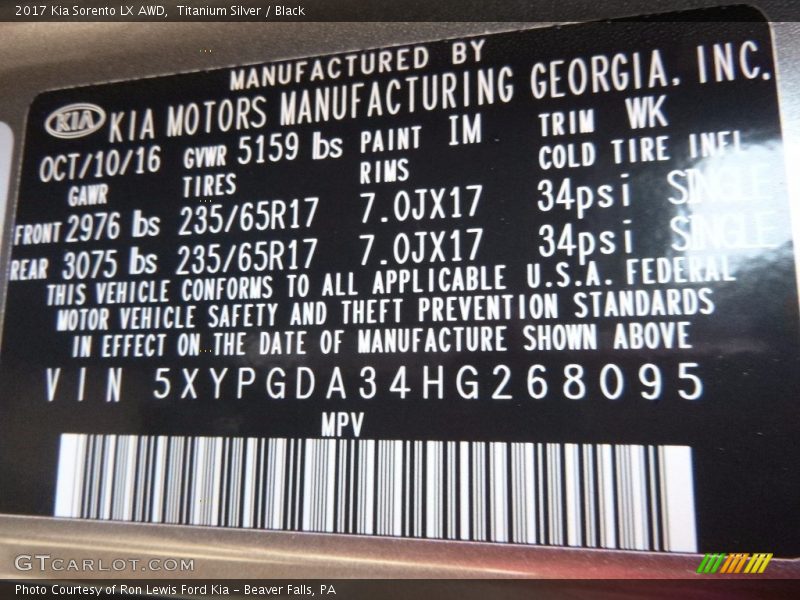 2017 Kia Sorento LX AWD,  Titanium Silver / Black
MANUFACTURED BY
KIA KIA MOTORS MANUFACTURING GEORGIA, INC.
OCT/10/16 GVWR 5159 lbs PAINT IM TRIM WK
GAWR TIRES RIMS COLD TIRE INFL
FRONT 2976 lbs 235/65R17 7.0JX17 34psi SINGLE
REAR 3075 lbs 235/65R17 7.0JX17 34psi SINGLE
THIS VEHICLE CONFORMS TO ALL APPLICABLE U.S.A. FEDERAL
MOTOR VEHICLE SAFETY AND THEFT PREVENTION STANDARDS
IN EFFECT ON THE DATE OF MANUFACTURE SHOWN ABOVE
VIN 5XYPGDA34HG268095
MPV
GTCARLOT.COM
Photo Courtesy of Ron Lewis Ford Kia – Beaver Falls, PA